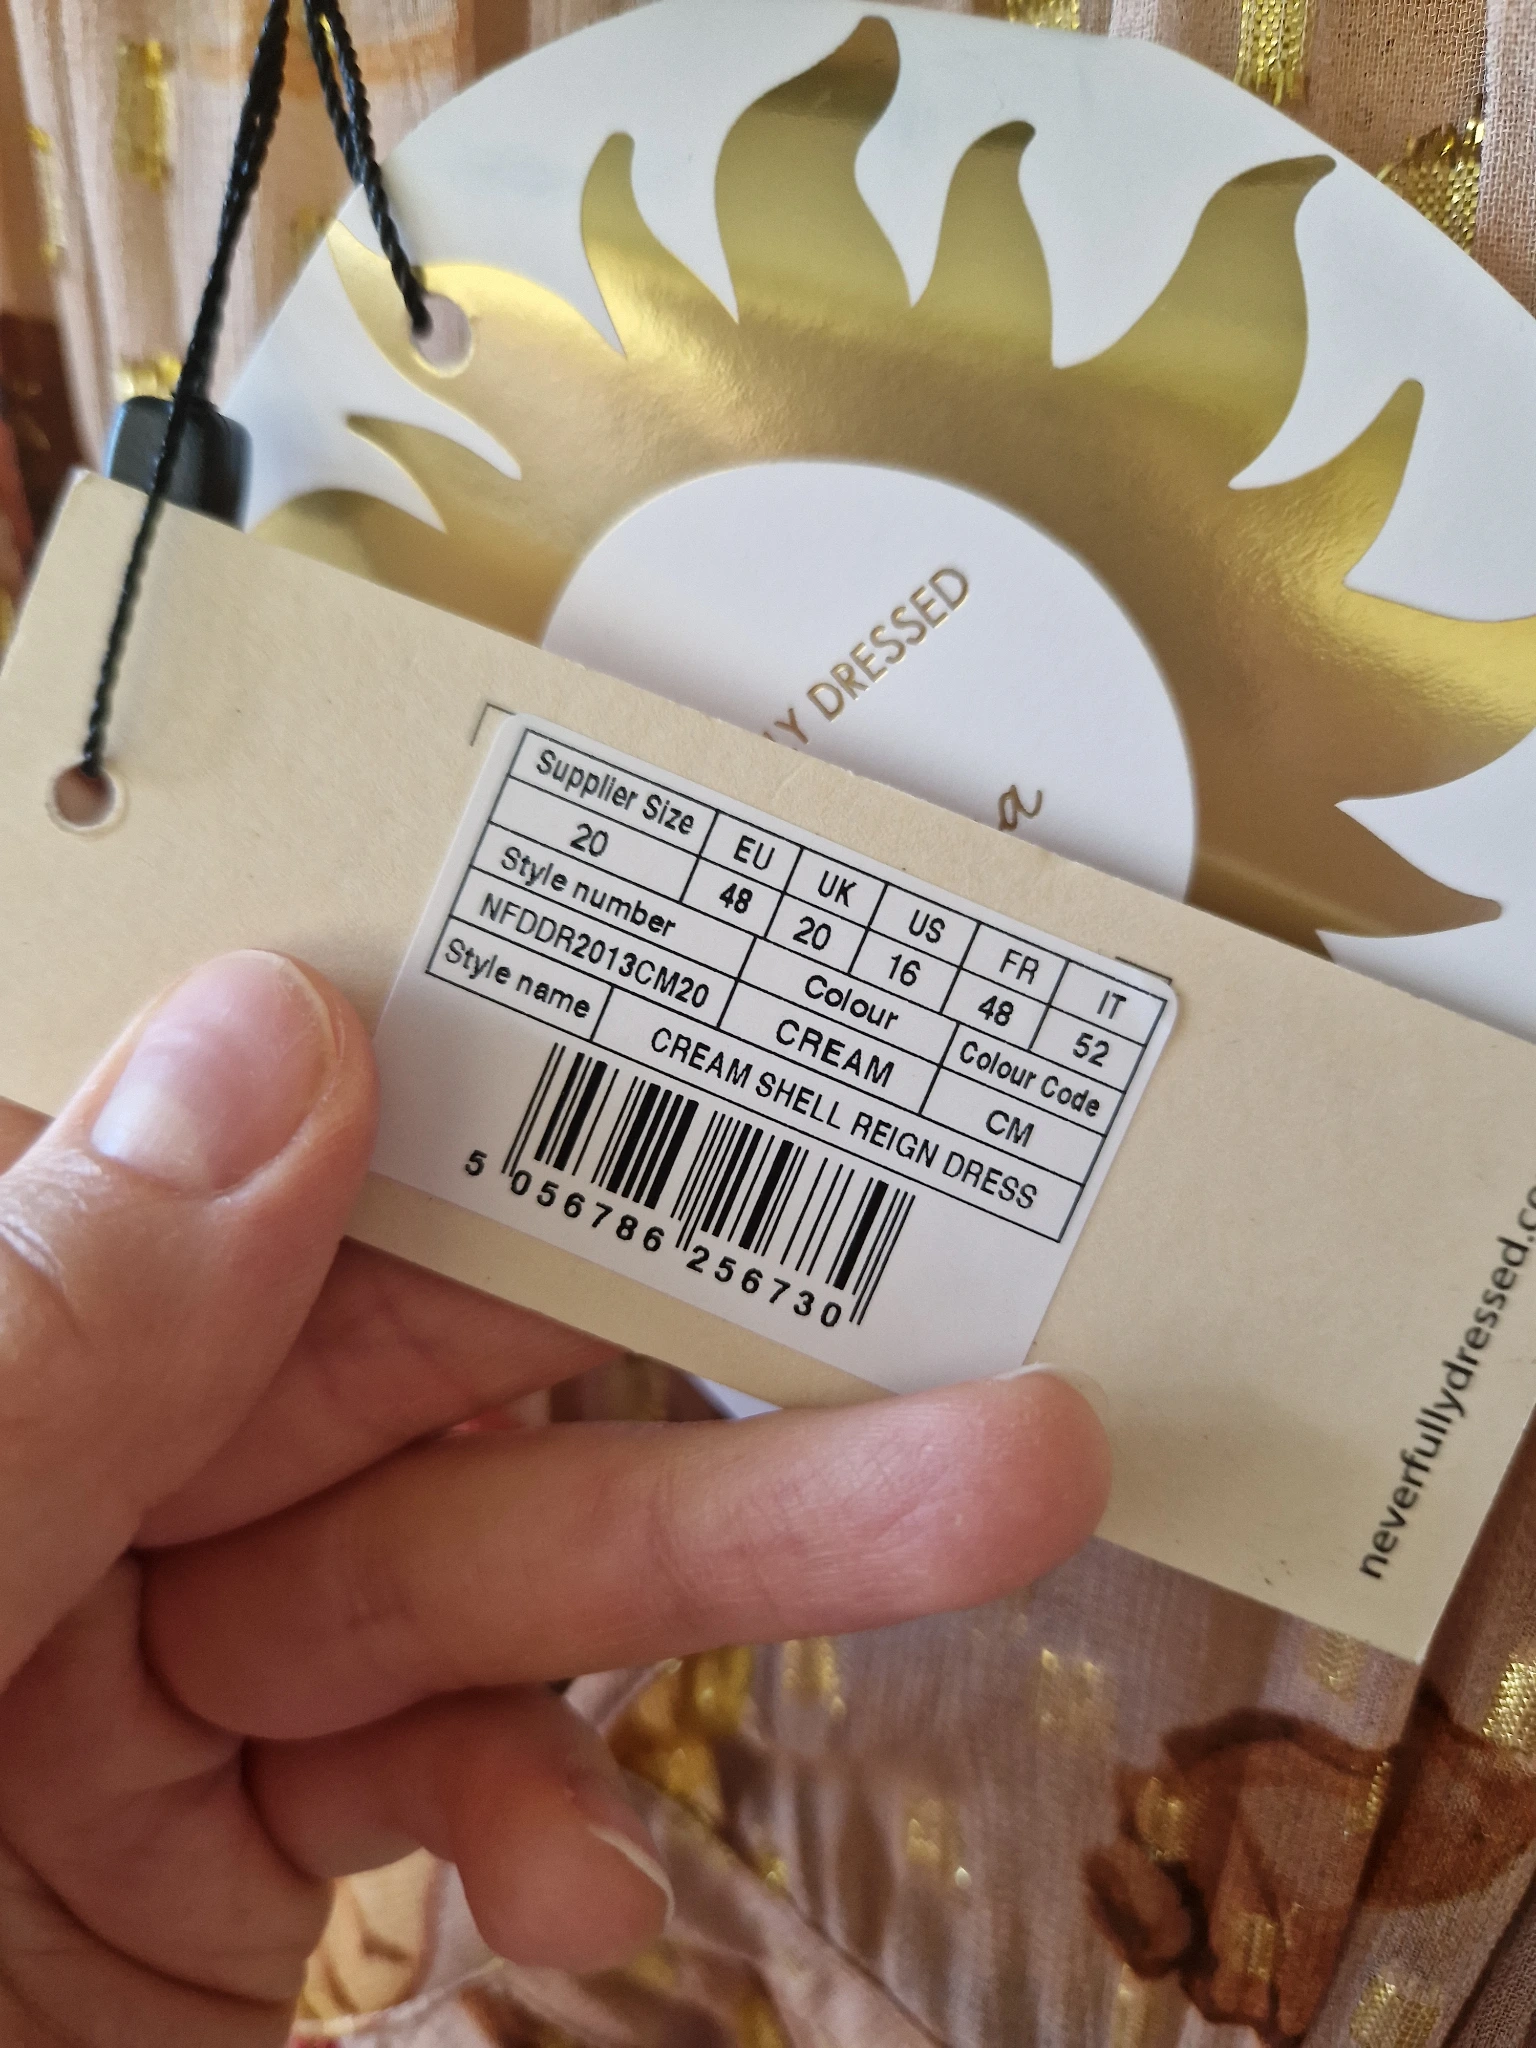 LY DRESSED
a
Supplier Size EU UK US FR IT
20 48 20 16 48 52
Style number Colour Colour Code
NFDDR2013CM20 CREAM CM
Style name CREAM SHELL REIGN DRESS
5 056786 256730
neverfullydressed.co